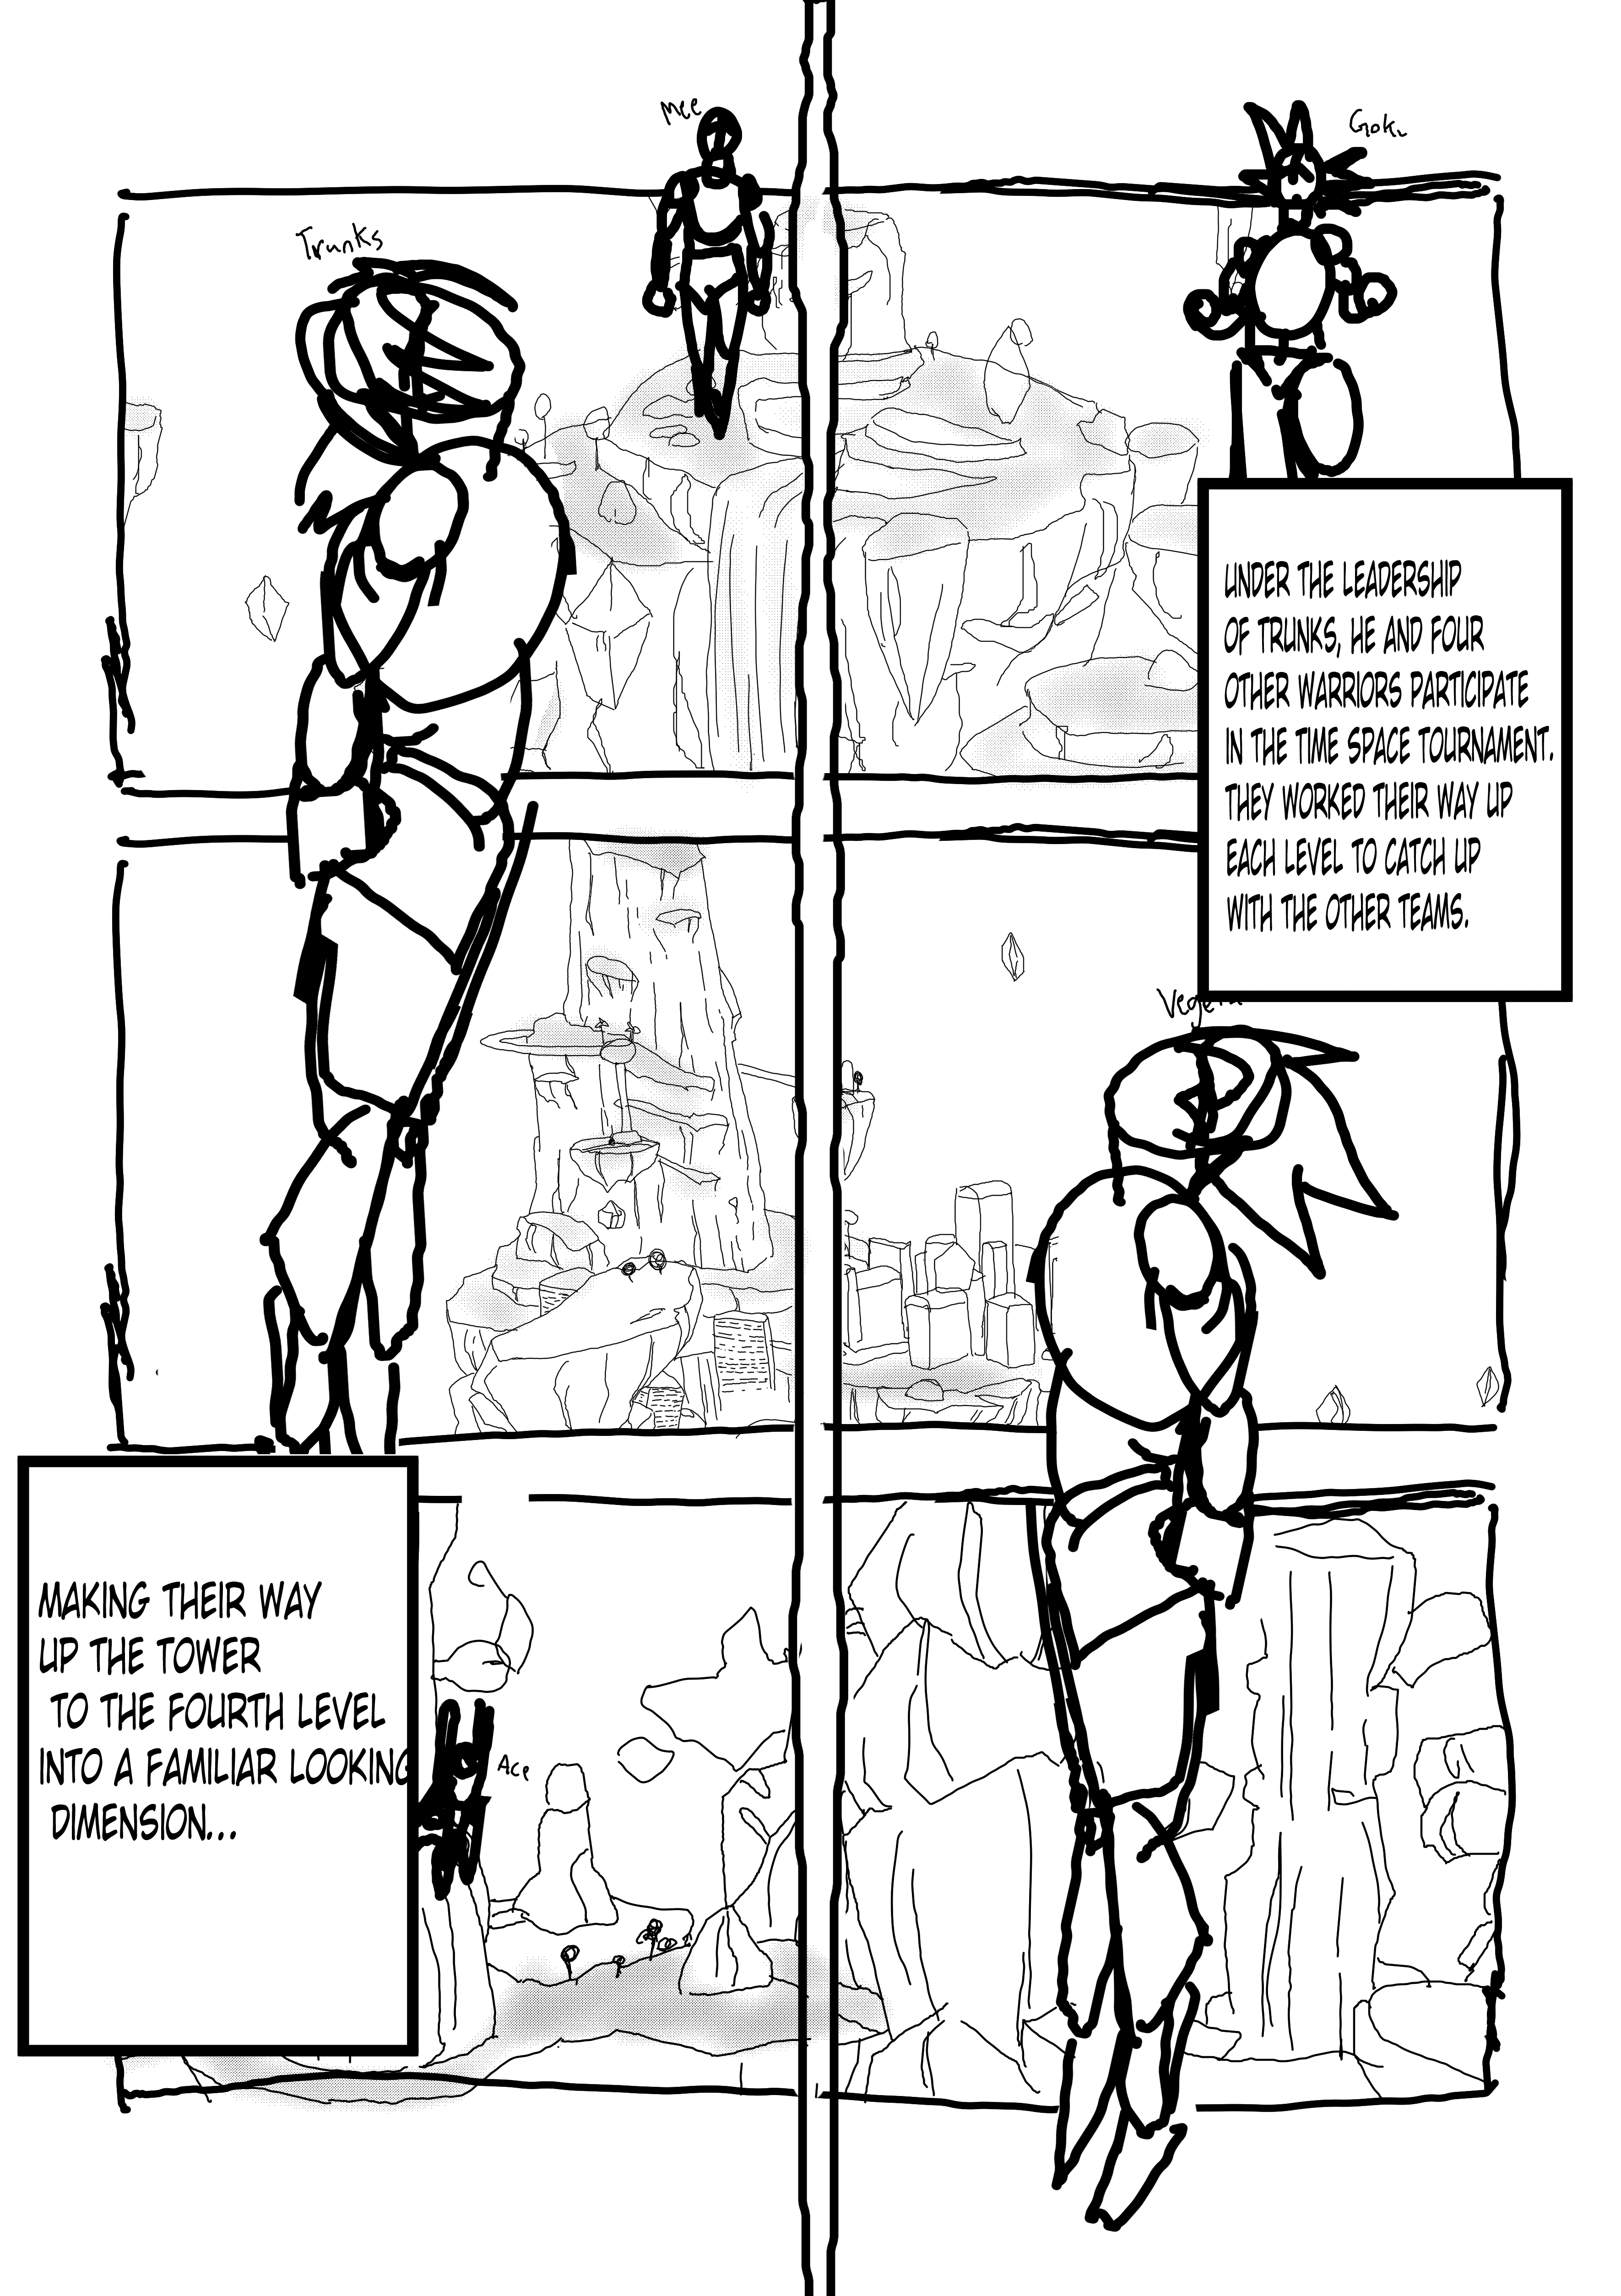 Mee
Goku
Trunks
UNDER THE LEADERSHIP
OF TRUNKS, HE AND FOUR
OTHER WARRIORS PARTICIPATE
IN THE TIME SPACE TOURNAMENT.
THEY WORKED THEIR WAY UP
EACH LEVEL TO CATCH UP
WITH THE OTHER TEAMS.
Vegeta
MAKING THEIR WAY
UP THE TOWER
TO THE FOURTH LEVEL
INTO A FAMILIAR LOOKING
DIMENSION...
Ace